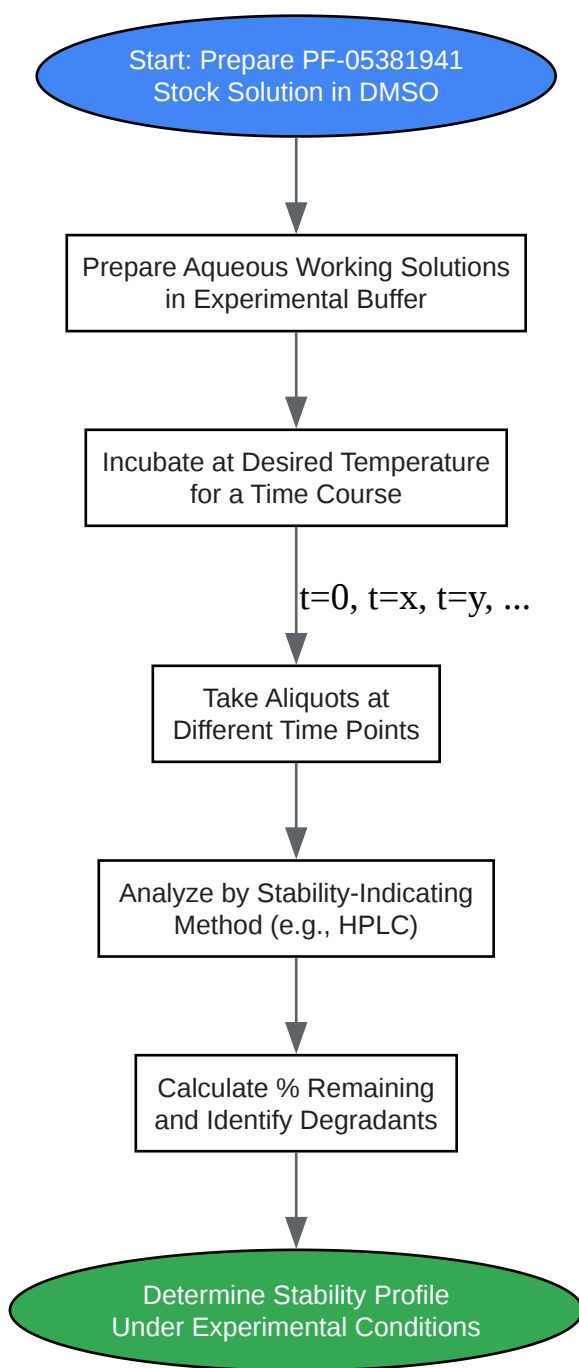 Start: Prepare PF-05381941
Stock Solution in DMSO
Prepare Aqueous Working Solutions
in Experimental Buffer
Incubate at Desired Temperature
for a Time Course
t=0, t=x, t=y, ...
Take Aliquots at
Different Time Points
Analyze by Stability-Indicating
Method (e.g., HPLC)
Calculate % Remaining
and Identify Degradants
Determine Stability Profile
Under Experimental Conditions